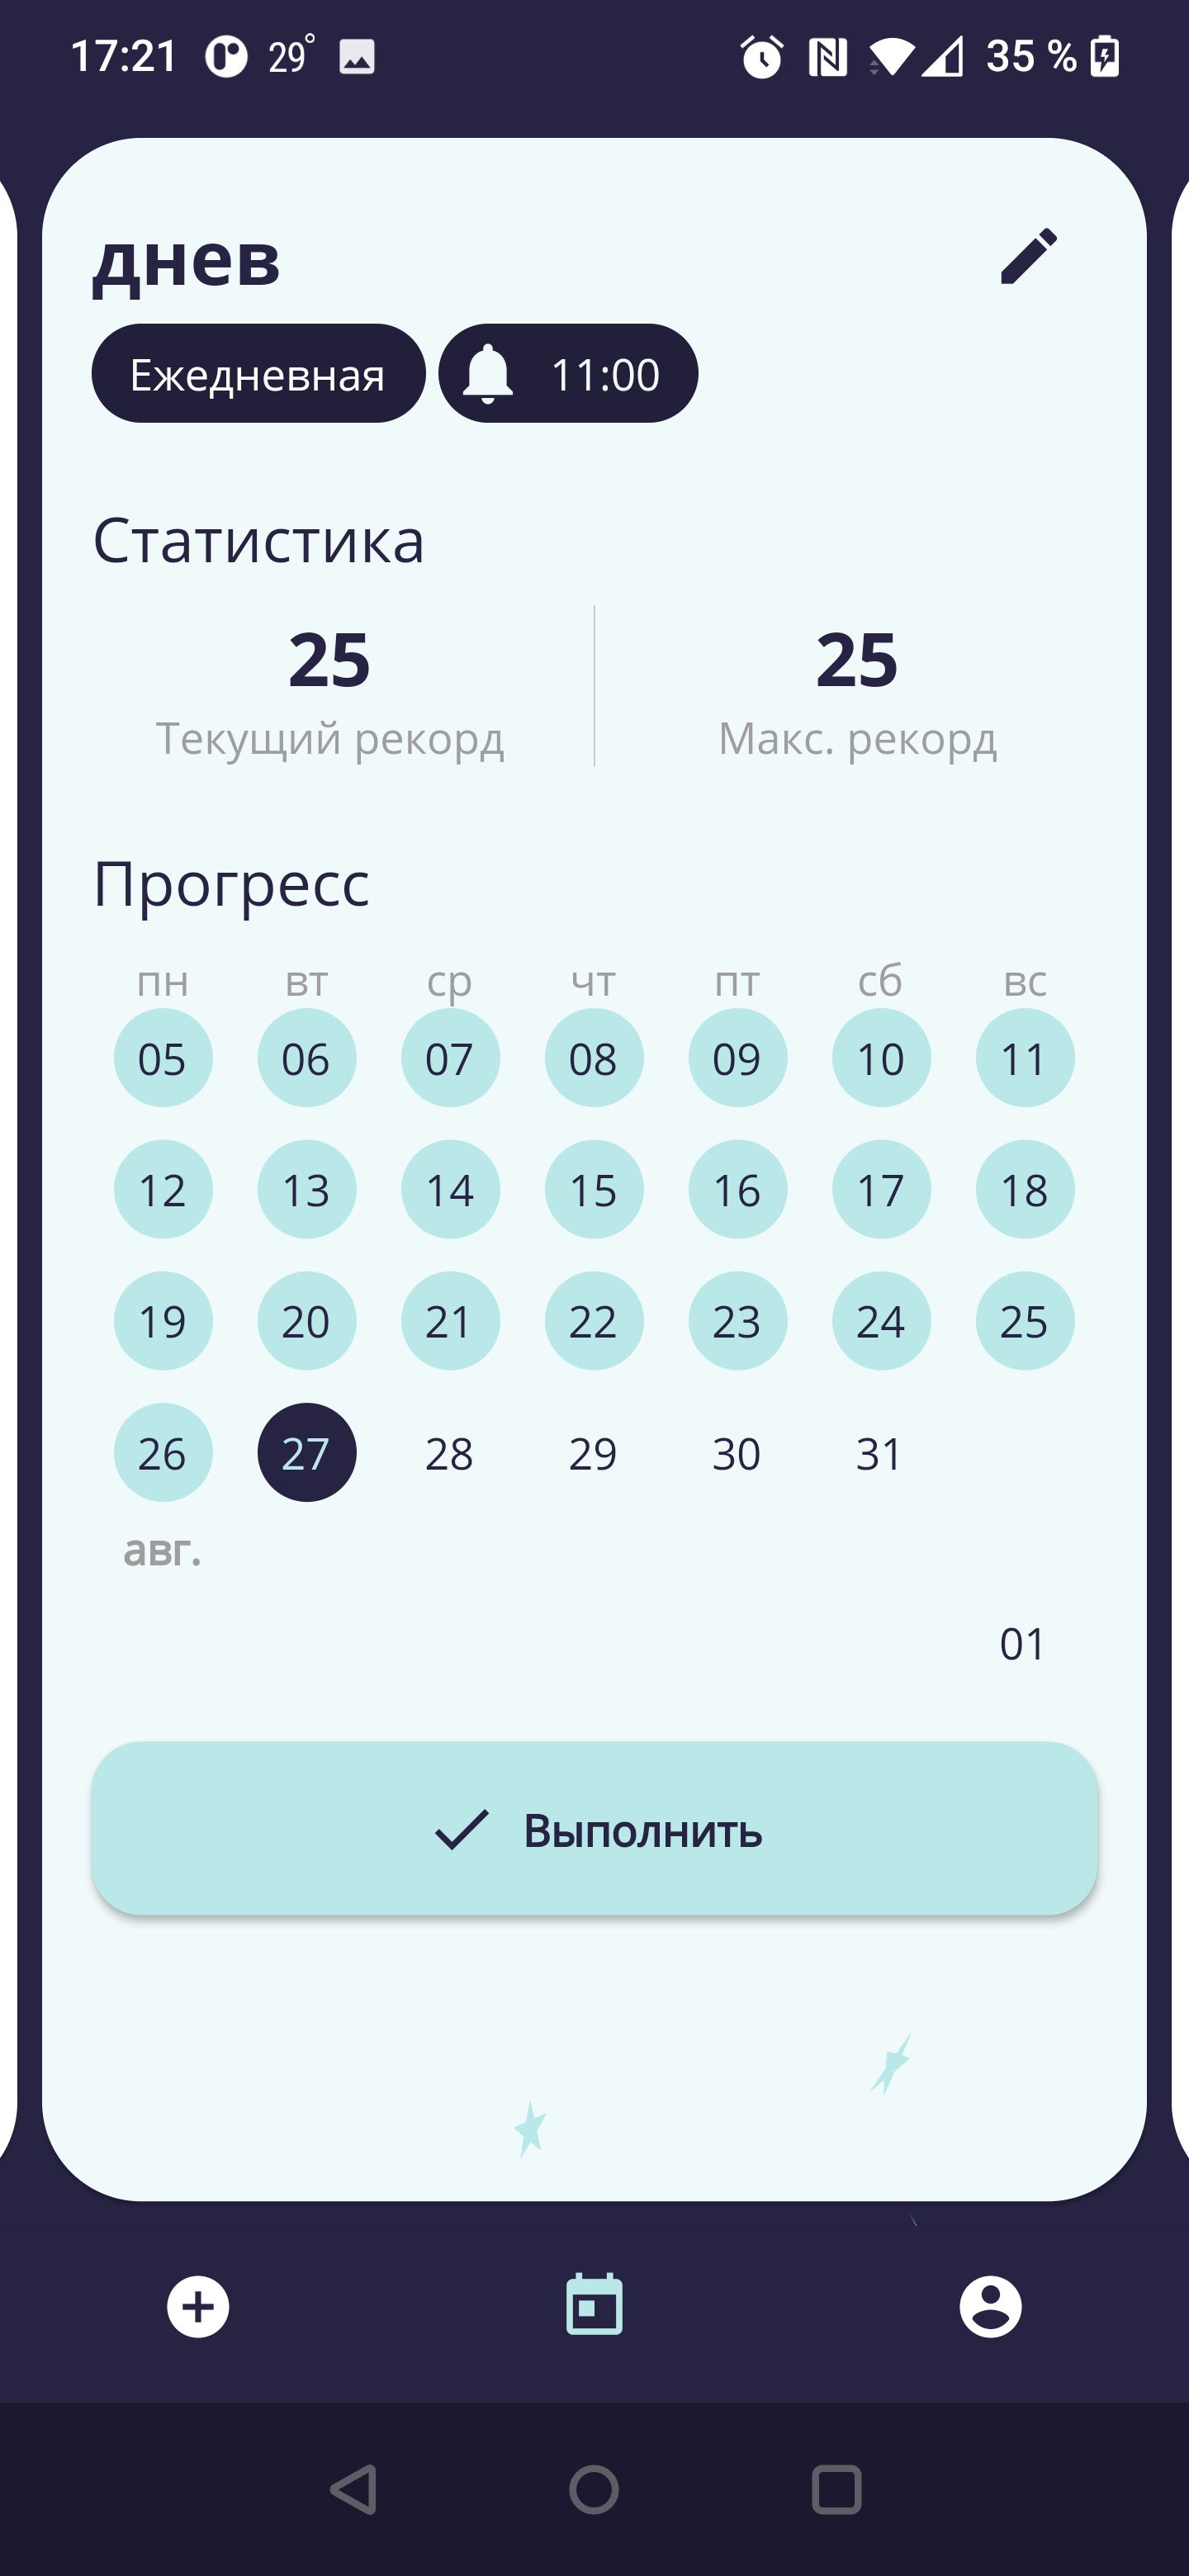 17:21 29° 35 %
днев
Ежедневная 11:00
Статистика
25 25
Текущий рекорд Макс. рекорд
Прогресс
пн вт ср чт пт сб вс
05 06 07 08 09 10 11
12 13 14 15 16 17 18
19 20 21 22 23 24 25
26 27 28 29 30 31
авг.
01
Выполнить